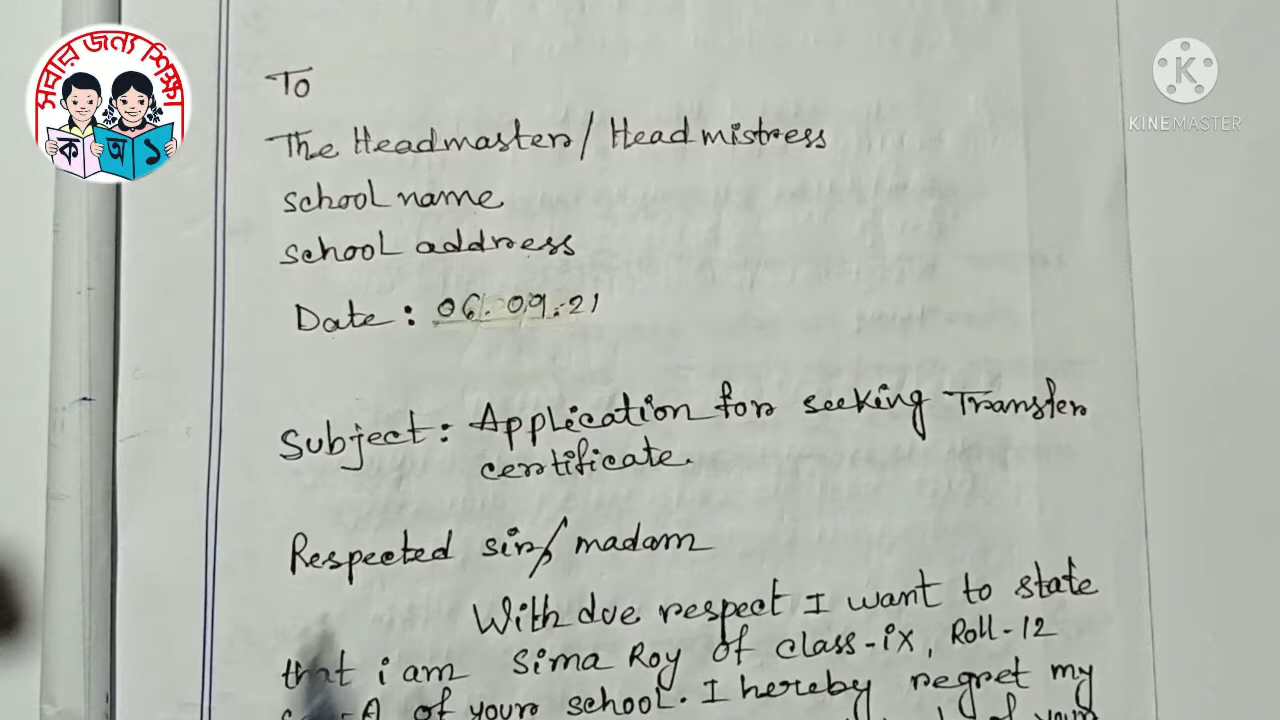 সবার জন্য শিক্ষা
ক অ ১
K
KINEMASTER
To
The Headmaster/Headmistress
school name
school address
Date: 06.09.21
Subject: Application for seeking Transfer
certificate.
Respected sir/madam
With due respect I want to state
that i am Sima Roy of class-ix, Roll-12
A of your school. I hereby regret my
of your